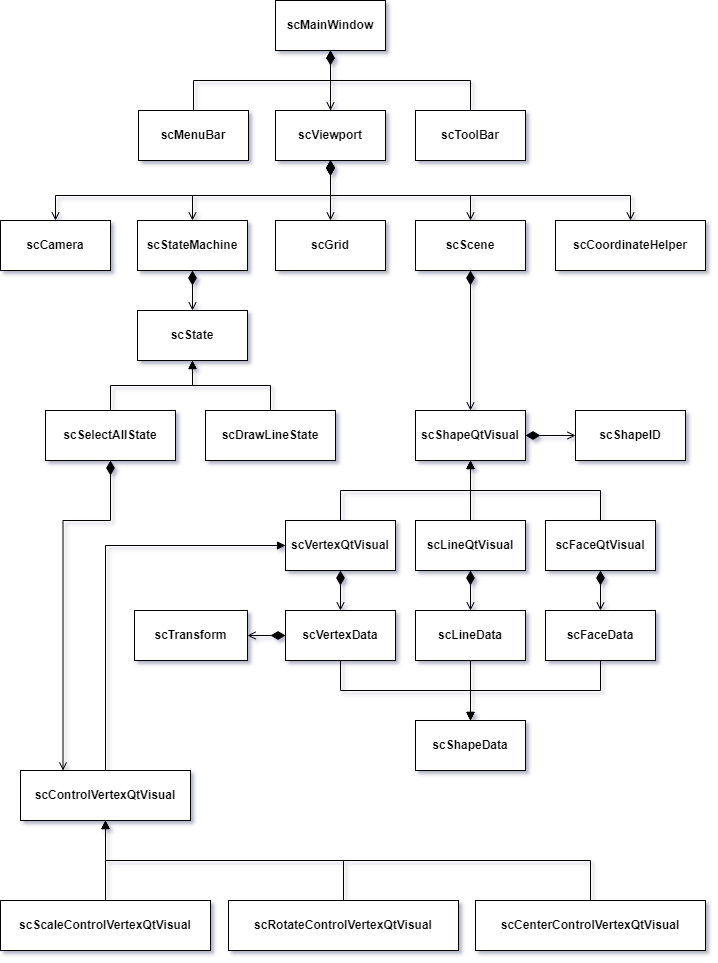 scMainWindow
scMenuBar
scViewport
scToolBar
scCamera
scStateMachine
scGrid
scScene
scCoordinateHelper
scState
scSelectAllState
scDrawLineState
scShapeQtVisual
scShapeID
scVertexQtVisual
scLineQtVisual
scFaceQtVisual
scTransform
scVertexData
scLineData
scFaceData
scShapeData
scControlVertexQtVisual
scScaleControlVertexQtVisual
scRotateControlVertexQtVisual
scCenterControlVertexQtVisual